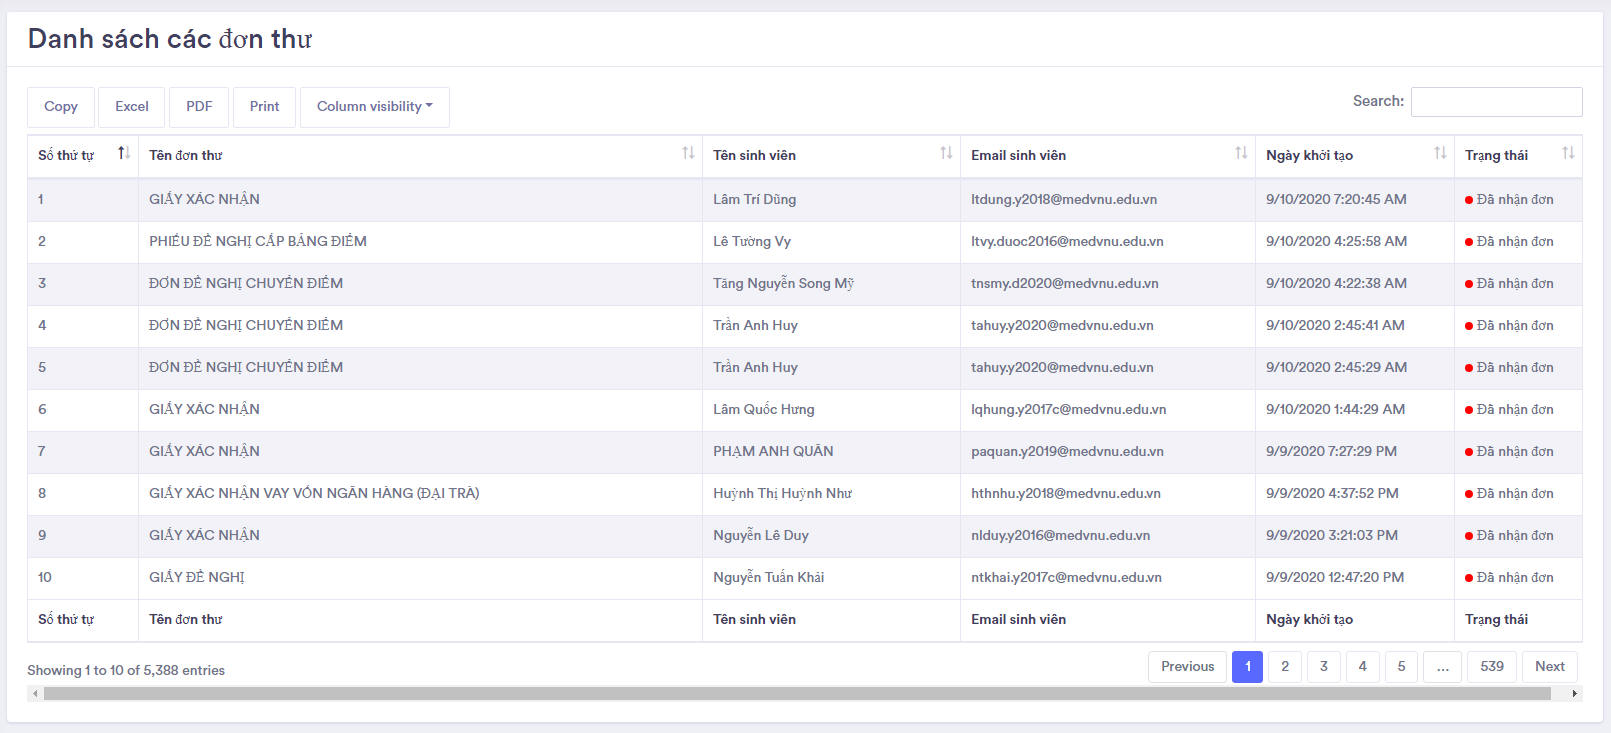 Danh sách các đơn thư
Copy Excel PDF Print Column visibility Search:
Số thứ tự Tên đơn thư Tên sinh viên Email sinh viên Ngày khởi tạo Trạng thái
1 GIẤY XÁC NHẬN Lâm Trí Dũng ltdung.y2018@medvnu.edu.vn 9/10/2020 7:20:45 AM Đã nhận đơn
2 PHIẾU ĐỀ NGHỊ CẤP BẢNG ĐIỂM Lê Tường Vy ltvy.duoc2016@medvnu.edu.vn 9/10/2020 4:25:58 AM Đã nhận đơn
3 ĐƠN ĐỀ NGHỊ CHUYỂN ĐIỂM Tăng Nguyễn Song Mỹ tnsmy.d2020@medvnu.edu.vn 9/10/2020 4:22:38 AM Đã nhận đơn
4 ĐƠN ĐỀ NGHỊ CHUYỂN ĐIỂM Trần Anh Huy tahuy.y2020@medvnu.edu.vn 9/10/2020 2:45:41 AM Đã nhận đơn
5 ĐƠN ĐỀ NGHỊ CHUYỂN ĐIỂM Trần Anh Huy tahuy.y2020@medvnu.edu.vn 9/10/2020 2:45:29 AM Đã nhận đơn
6 GIẤY XÁC NHẬN Lâm Quốc Hưng lqhung.y2017c@medvnu.edu.vn 9/10/2020 1:44:29 AM Đã nhận đơn
7 GIẤY XÁC NHẬN PHẠM ANH QUÂN paquan.y2019@medvnu.edu.vn 9/9/2020 7:27:29 PM Đã nhận đơn
8 GIẤY XÁC NHẬN VAY VỐN NGÂN HÀNG (ĐẠI TRÀ) Huỳnh Thị Huỳnh Như hthnhu.y2018@medvnu.edu.vn 9/9/2020 4:37:52 PM Đã nhận đơn
9 GIẤY XÁC NHẬN Nguyễn Lê Duy nlduy.y2016@medvnu.edu.vn 9/9/2020 3:21:03 PM Đã nhận đơn
10 GIẤY ĐỀ NGHỊ Nguyễn Tuấn Khải ntkhai.y2017c@medvnu.edu.vn 9/9/2020 12:47:20 PM Đã nhận đơn
Số thứ tự Tên đơn thư Tên sinh viên Email sinh viên Ngày khởi tạo Trạng thái
Showing 1 to 10 of 5,388 entries Previous 1 2 3 4 5 ... 539 Next